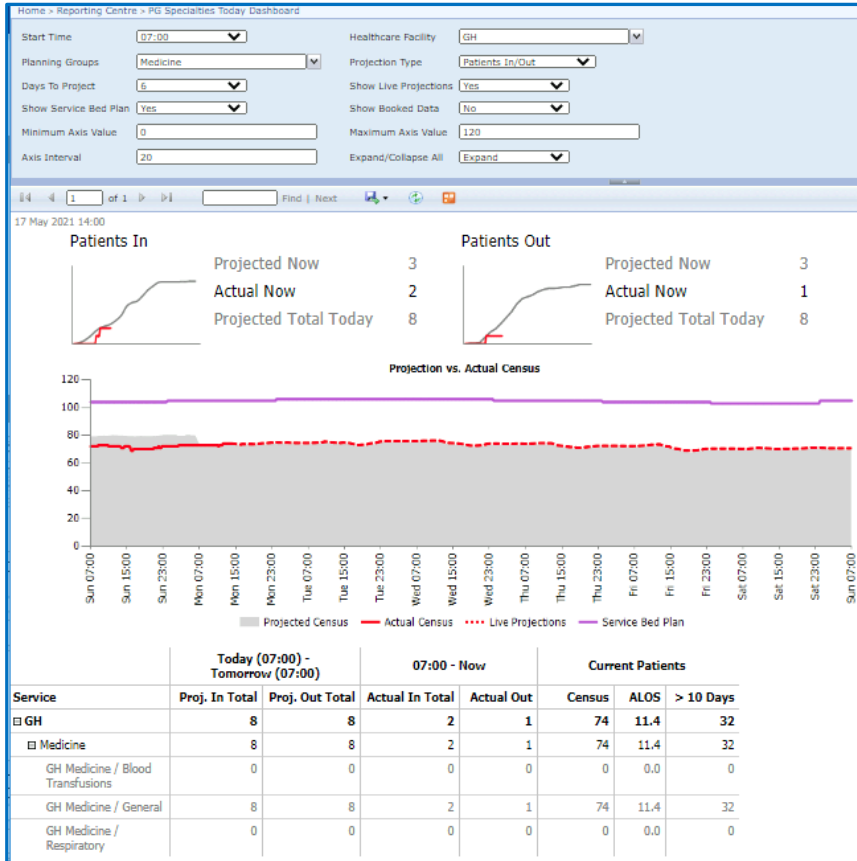 Home > Reporting Centre > PG Specialties Today Dashboard
Start Time 07:00 Healthcare Facility GH
Planning Groups Medicine Projection Type Patients In/Out
Days To Project 6 Show Live Projections Yes
Show Service Bed Plan Yes Show Booked Data No
Minimum Axis Value 0 Maximum Axis Value 120
Axis Interval 20 Expand/Collapse All Expand
1 of 1 Find | Next
17 May 2021 14:00
Patients In
Projected Now 3
Actual Now 2
Projected Total Today 8
Patients Out
Projected Now 3
Actual Now 1
Projected Total Today 8
Projection vs. Actual Census
120
100
80
60
40
20
0
Sun 07:00
Sun 15:00
Sun 23:00
Mon 07:00
Mon 15:00
Mon 23:00
Tue 07:00
Tue 15:00
Tue 23:00
Wed 07:00
Wed 15:00
Wed 23:00
Thu 07:00
Thu 15:00
Thu 23:00
Fri 07:00
Fri 15:00
Fri 23:00
Sat 07:00
Sat 15:00
Sat 23:00
Sun 07:00
Projected Census Actual Census Live Projections Service Bed Plan
Today (07:00) -
Tomorrow (07:00)
07:00 - Now
Current Patients
Service Proj. In Total Proj. Out Total Actual In Total Actual Out Census ALOS > 10 Days
GH 8 8 2 1 74 11.4 32
Medicine 8 8 2 1 74 11.4 32
GH Medicine / Blood
Transfusions
0 0 0 0 0 0.0 0
GH Medicine / General 8 8 2 1 74 11.4 32
GH Medicine /
Respiratory
0 0 0 0 0 0.0 0